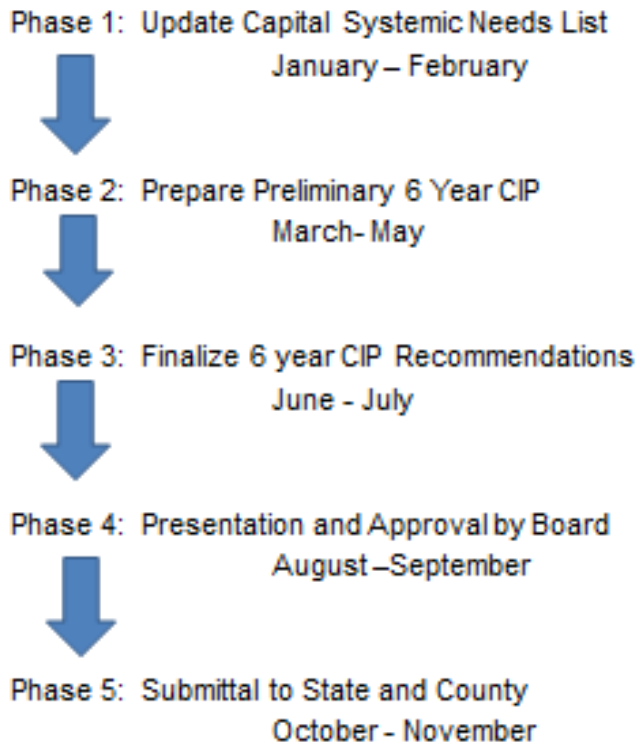 Phase 1: Update Capital Systemic Needs List
January – February
Phase 2: Prepare Preliminary 6 Year CIP
March- May
Phase 3: Finalize 6 year CIP Recommendations
June - July
Phase 4: Presentation and Approval by Board
August –September
Phase 5: Submittal to State and County
October - November